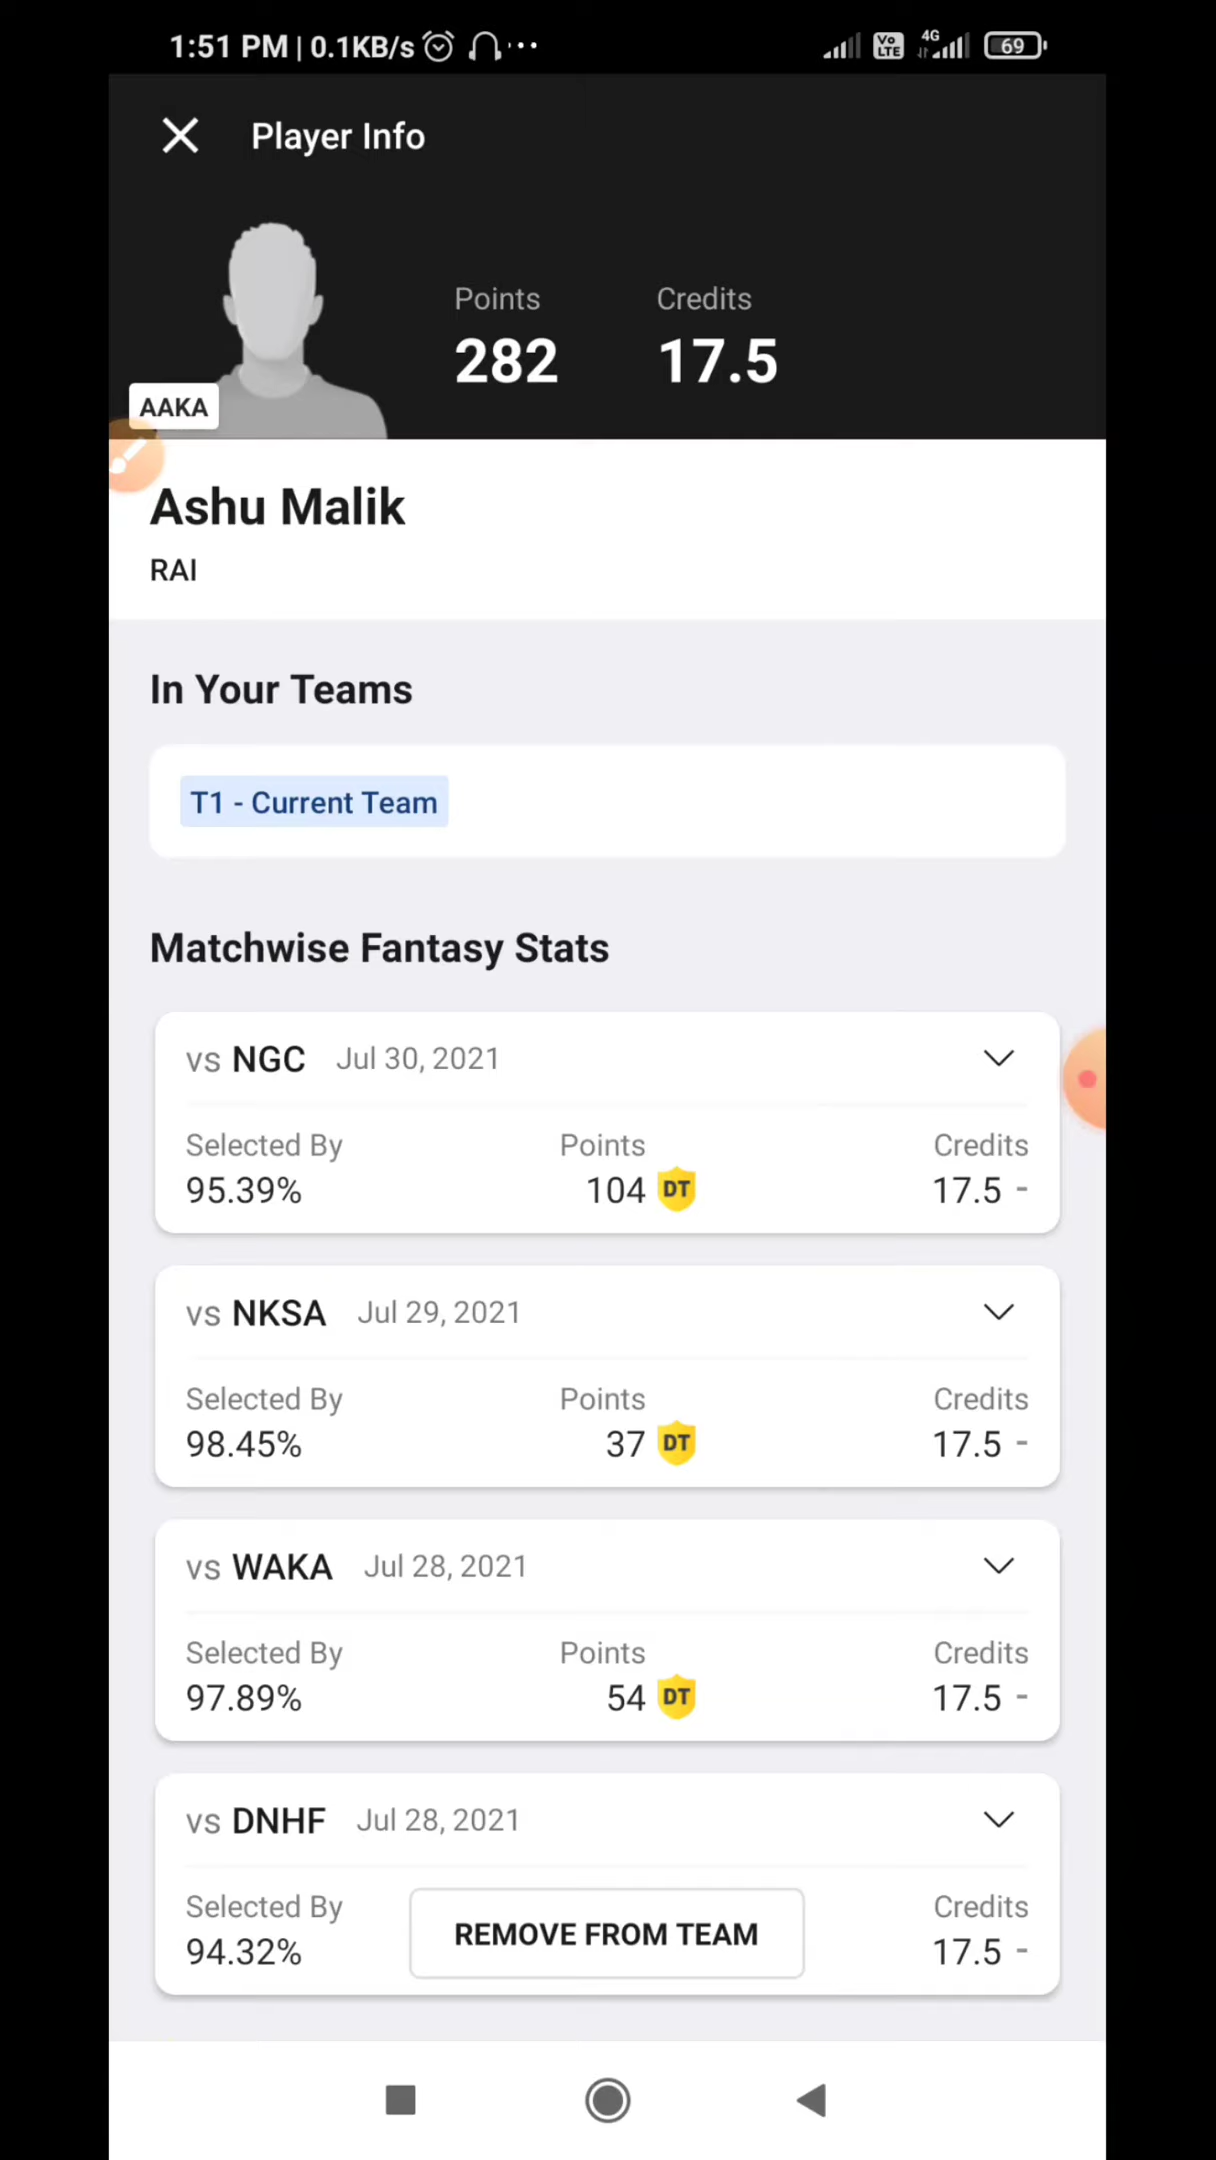 1:51 PM | 0.1KB/s ... Vo LTE 4G 69
Player Info
Points Credits
282 17.5
AAKA
Ashu Malik
RAI
In Your Teams
T1 - Current Team
Matchwise Fantasy Stats
vs NGC Jul 30, 2021
Selected By Points Credits
95.39% 104 DT 17.5 -
vs NKSA Jul 29, 2021
Selected By Points Credits
98.45% 37 DT 17.5 -
vs WAKA Jul 28, 2021
Selected By Points Credits
97.89% 54 DT 17.5 -
vs DNHF Jul 28, 2021
Selected By Credits
94.32% 17.5 -
REMOVE FROM TEAM